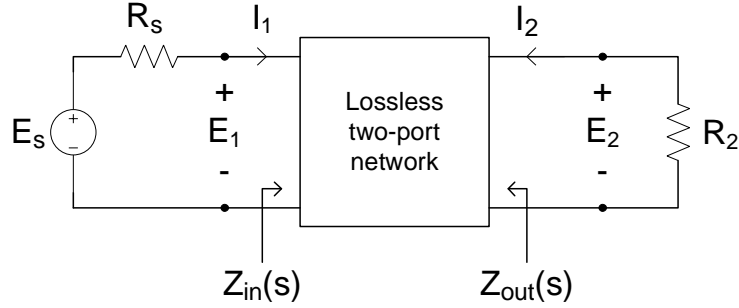 Rs
I1
I2
+
-
Es
+
E1
-
Lossless
two-port
network
+
E2
-
R2
Zin(s)
Zout(s)